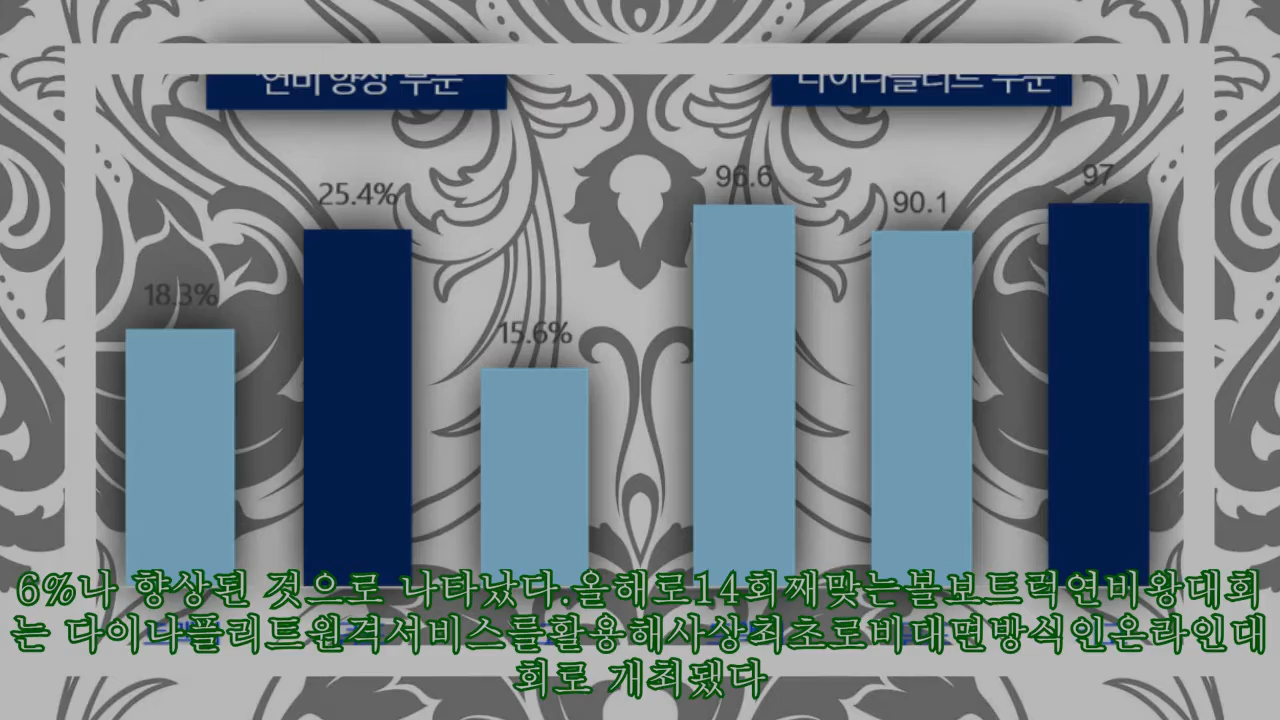 '연비 향상' 부문
다이나플리트 부문
96.6
97
25.4%
90.1
18.3%
15.6%
6%나 향상된 것으로 나타났다.올해로14회째맞는볼보트럭연비왕대회
는 다이나플리트원격서비스를활용해사상최초로비대면방식인온라인대
회로 개최됐다